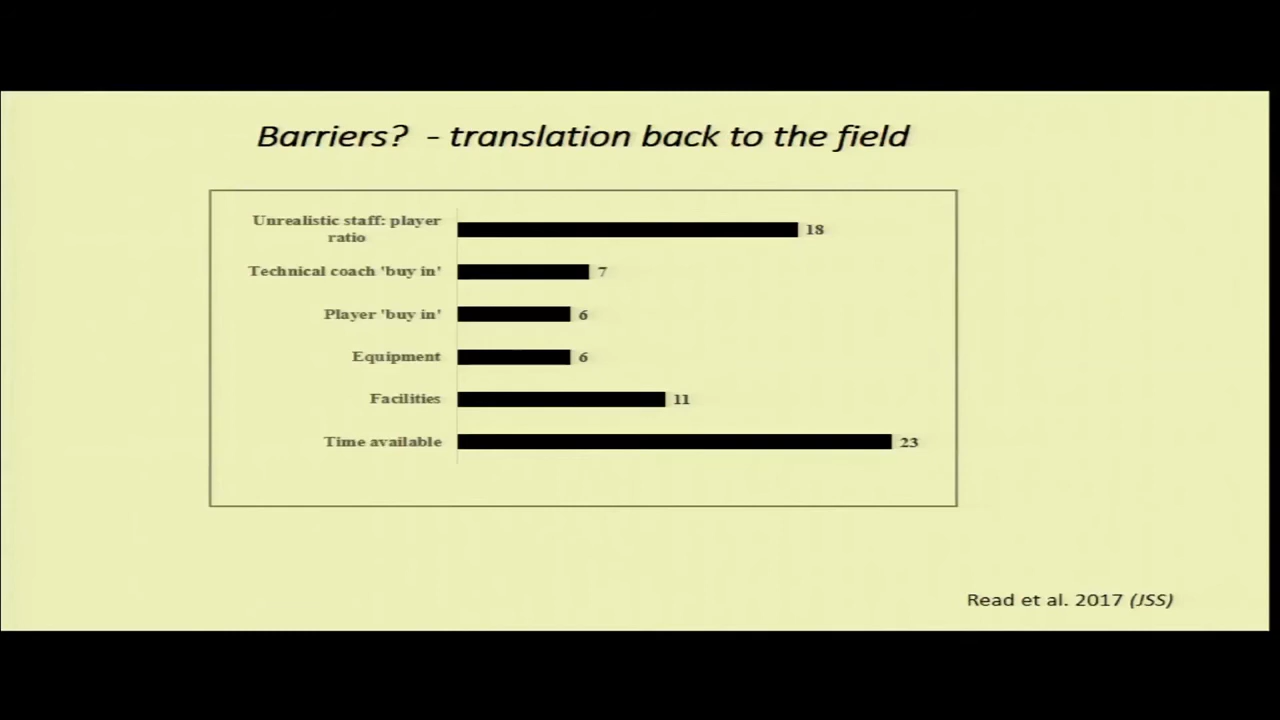 Barriers? - translation back to the field
Unrealistic staff: player
ratio
18
Technical coach 'buy in'
7
Player 'buy in'
6
Equipment
6
Facilities
11
Time available
23
Read et al. 2017 (JSS)